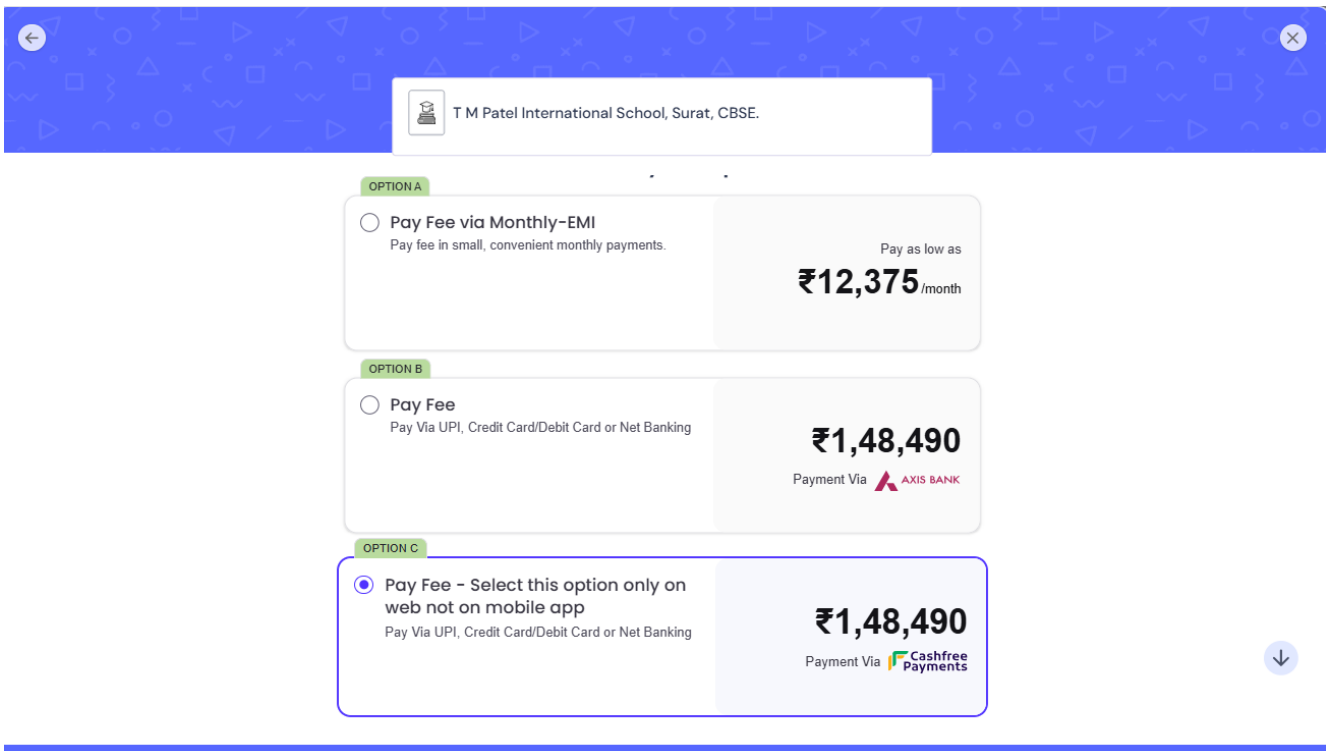 T M Patel International School, Surat, CBSE.
OPTION A
Pay Fee via Monthly-EMI
Pay fee in small, convenient monthly payments.
Pay as low as
₹12,375 /month
OPTION B
Pay Fee
Pay Via UPI, Credit Card/Debit Card or Net Banking
₹1,48,490
Payment Via AXIS BANK
OPTION C
Pay Fee - Select this option only on
web not on mobile app
Pay Via UPI, Credit Card/Debit Card or Net Banking
₹1,48,490
Payment Via Cashfree
Payments